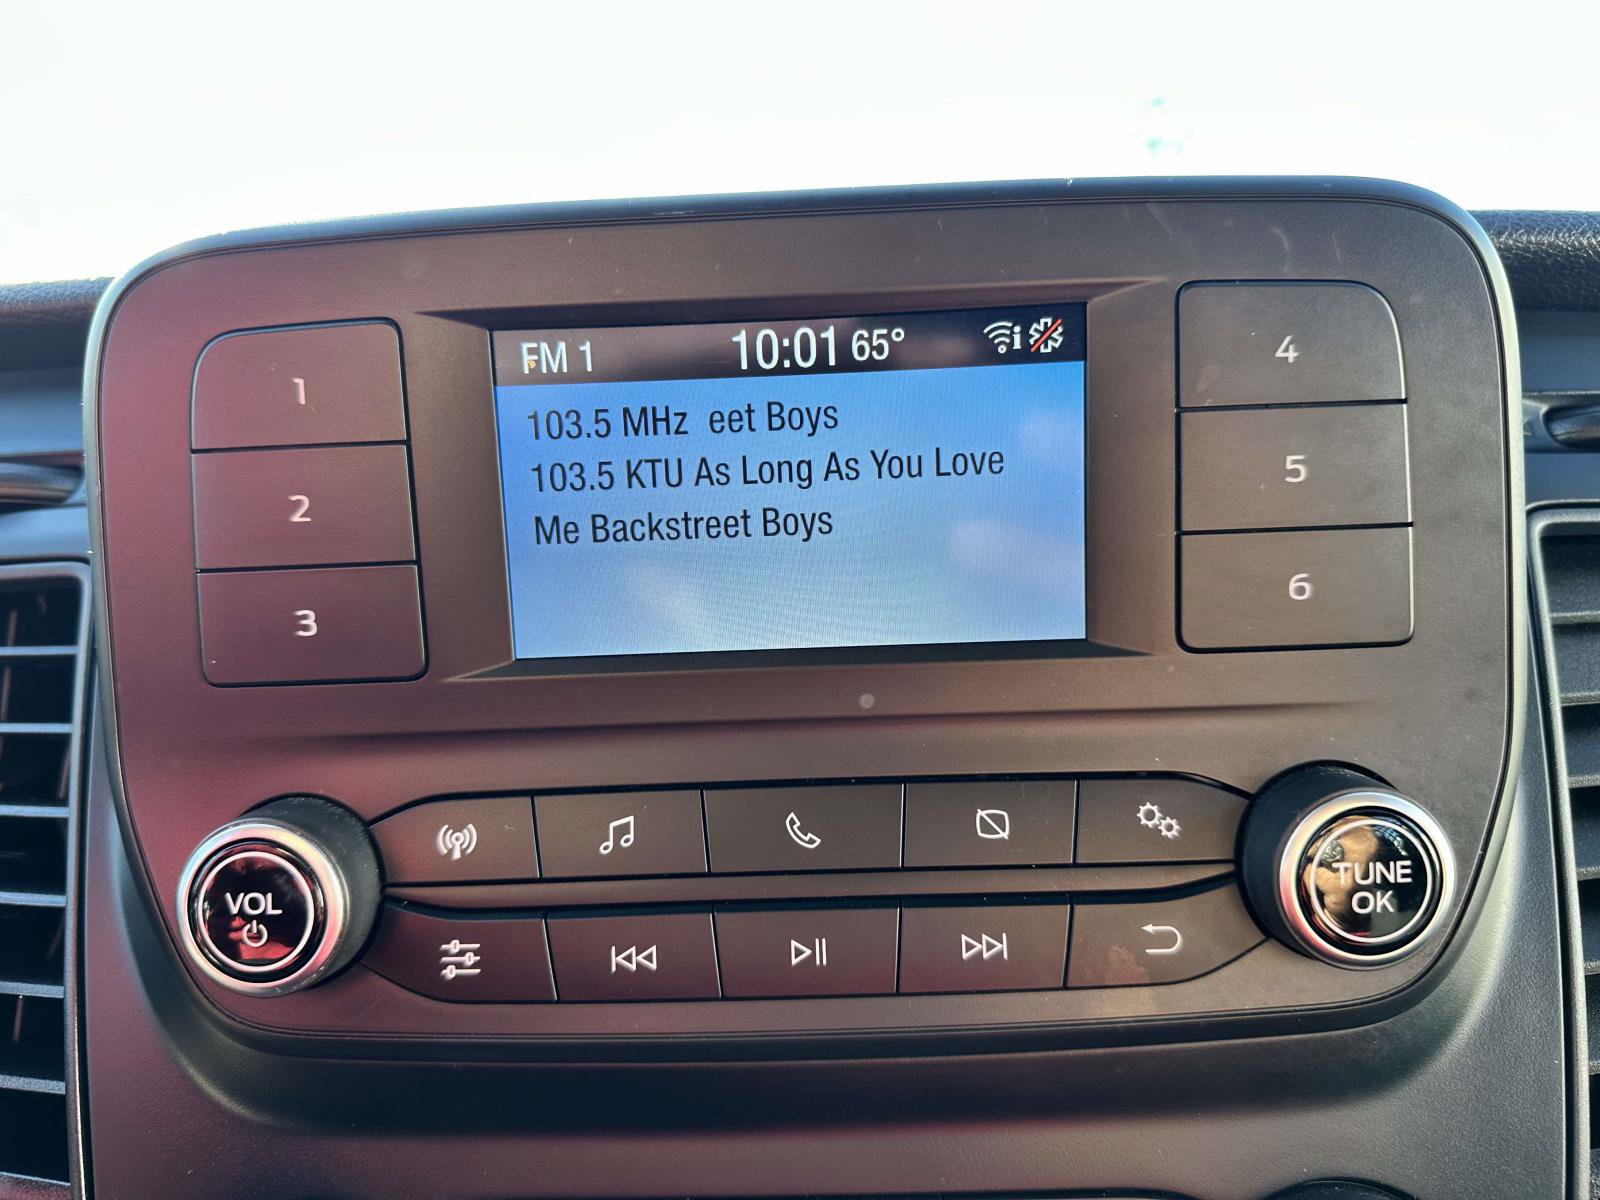 FM 1 10:01 65° i
103.5 MHz eet Boys
103.5 KTU As Long As You Love
Me Backstreet Boys
1
2
3
4
5
6
VOL
TUNE
OK